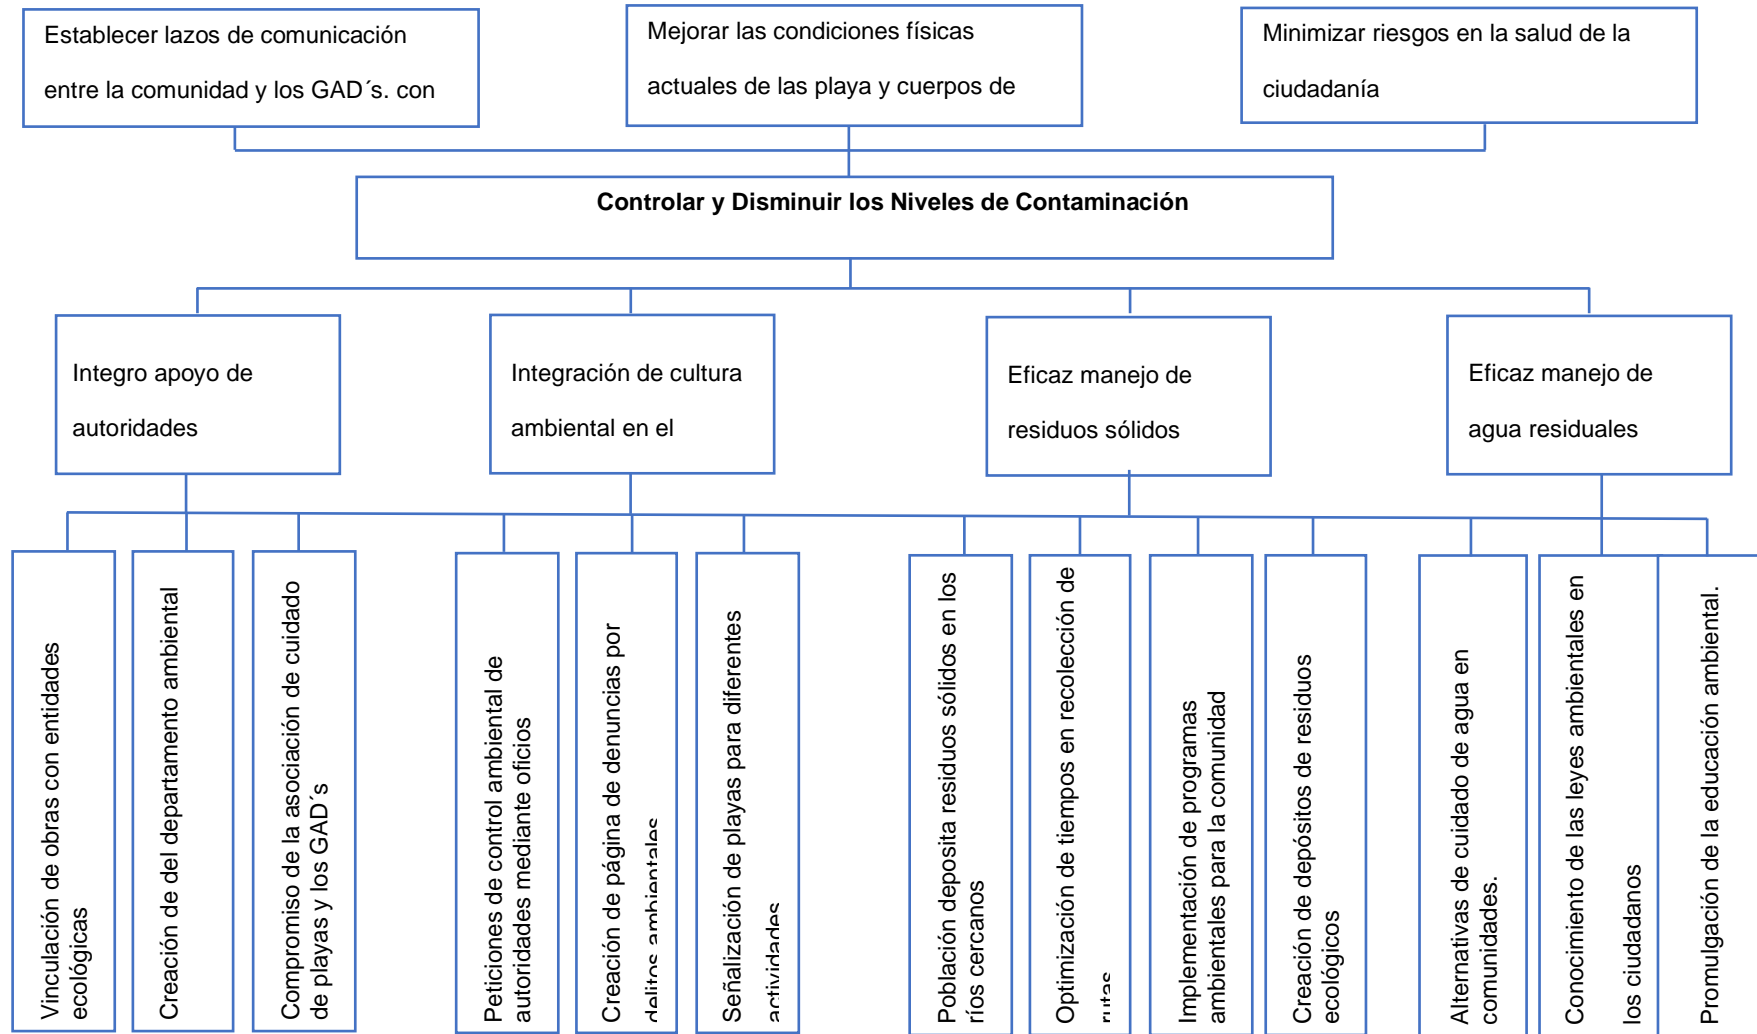 Establecer lazos de comunicación
entre la comunidad y los GAD´s. con
Mejorar las condiciones físicas
actuales de las playa y cuerpos de
Minimizar riesgos en la salud de la
ciudadanía
Controlar y Disminuir los Niveles de Contaminación
Integro apoyo de
autoridades
Integración de cultura
ambiental en el
Eficaz manejo de
residuos sólidos
Eficaz manejo de
agua residuales
Vinculación de obras con entidades
ecológicas
Creación de del departamento ambiental
Compromiso de la asociación de cuidado
de playas y los GAD´s
Peticiones de control ambiental de
autoridades mediante oficios
Creación de página de denuncias por
delitos ambientales
Señalización de playas para diferentes
actividades
Población deposita residuos sólidos en los
ríos cercanos
Optimización de tiempos en recolección de
rutas
Implementación de programas
ambientales para la comunidad
Creación de depósitos de residuos
ecológicos
Alternativas de cuidado de agua en
comunidades.
Conocimiento de las leyes ambientales en
los ciudadanos
Promulgación de la educación ambiental.